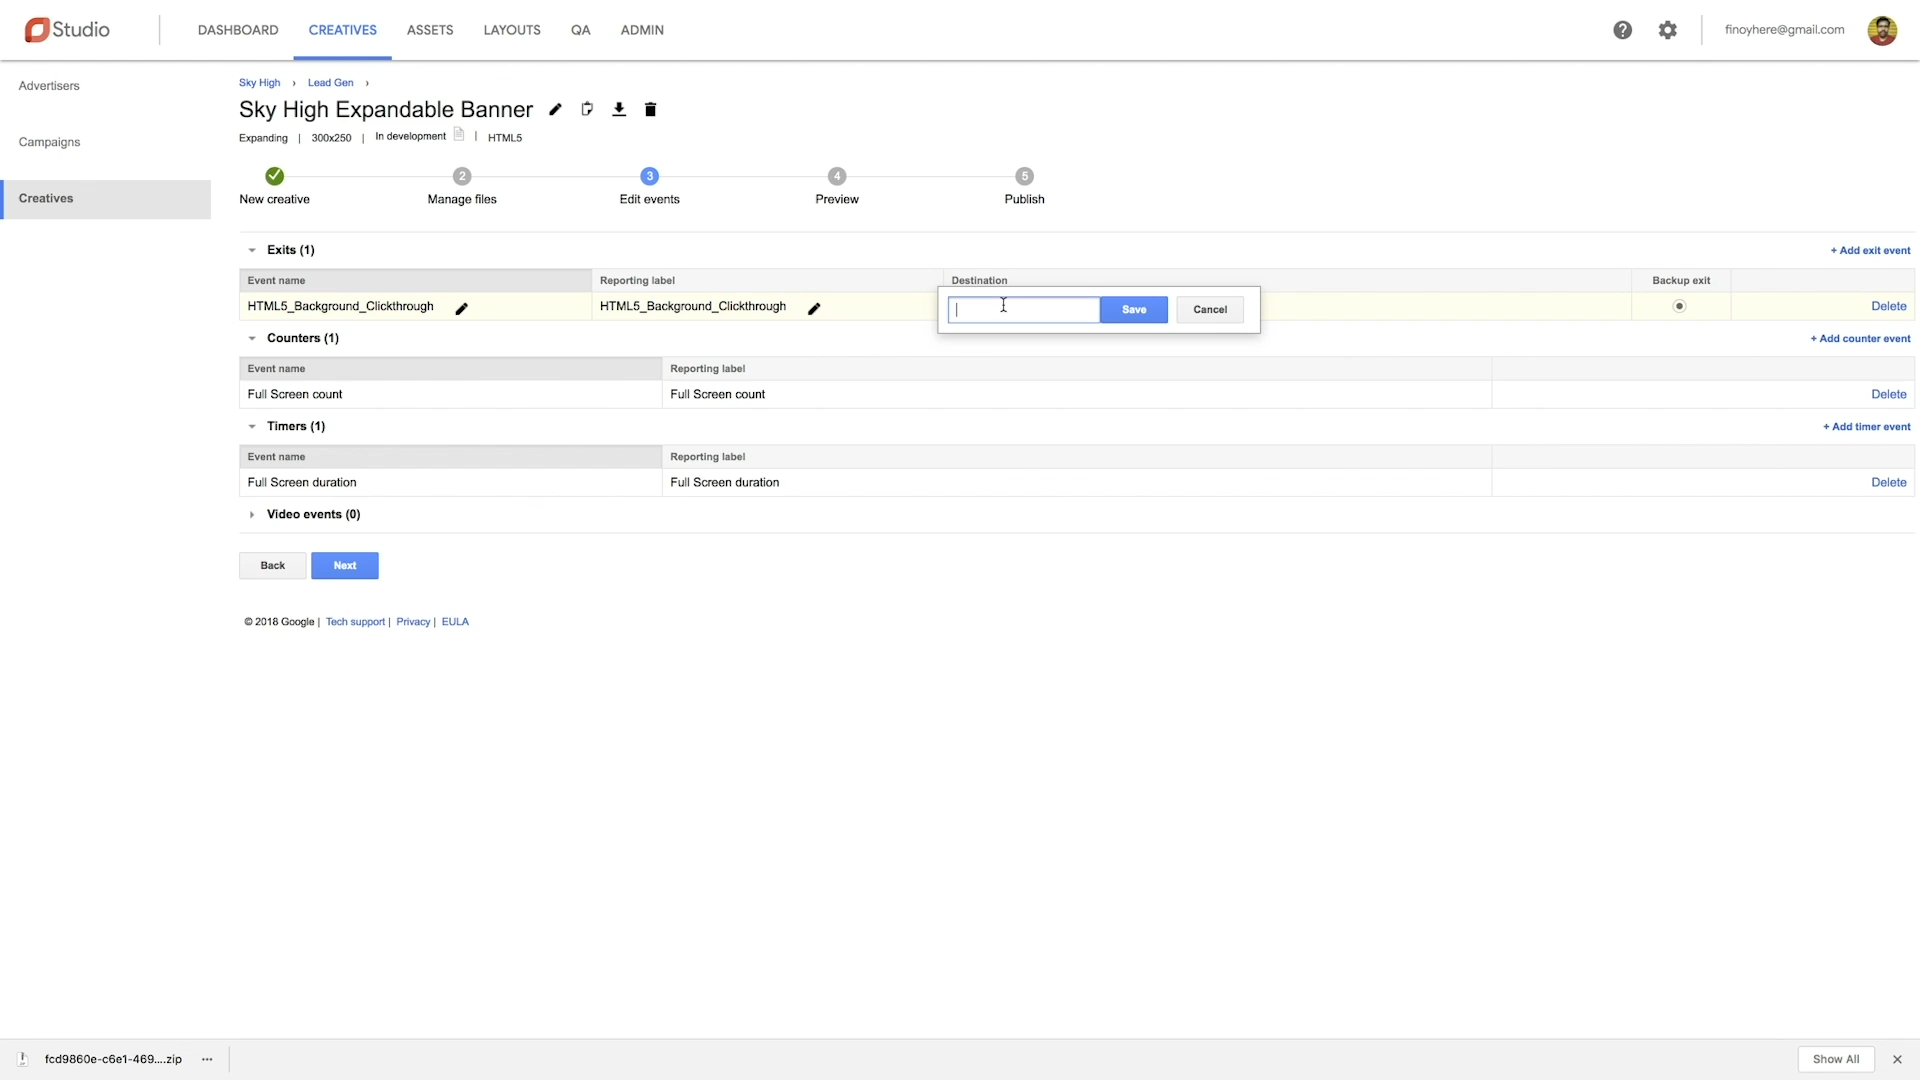 Studio
DASHBOARD CREATIVES ASSETS LAYOUTS QA ADMIN
finoyhere@gmail.com
Advertisers
Campaigns
Creatives
Sky High › Lead Gen ›
Sky High Expandable Banner
Expanding | 300x250 | In development | HTML5
2 3 4 5
New creative Manage files Edit events Preview Publish
Exits (1) + Add exit event
Event name Reporting label Destination Backup exit
HTML5_Background_Clickthrough HTML5_Background_Clickthrough Save Cancel Delete
Counters (1) + Add counter event
Event name Reporting label
Full Screen count Full Screen count Delete
Timers (1) + Add timer event
Event name Reporting label
Full Screen duration Full Screen duration Delete
Video events (0)
Back Next
© 2018 Google | Tech support | Privacy | EULA
fcd9860e-c6e1-469....zip Show All